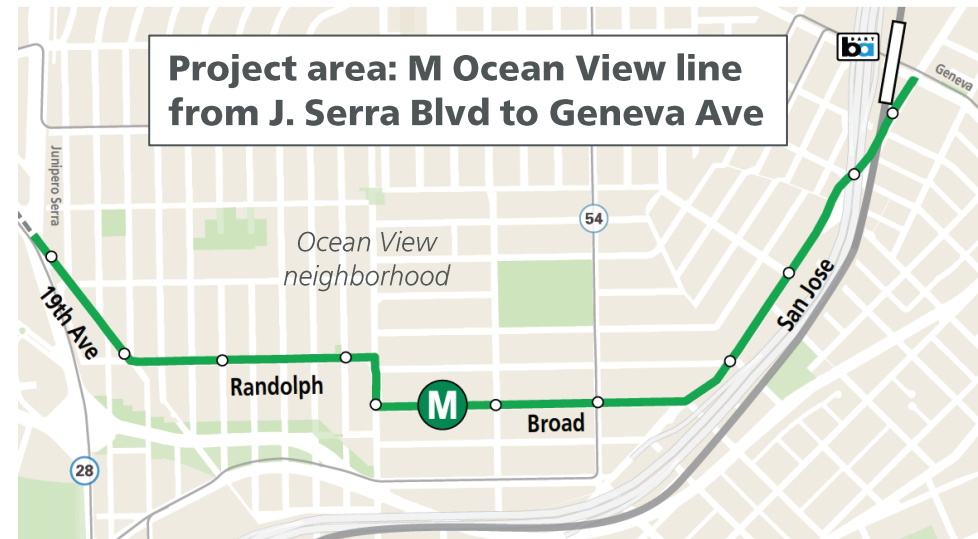 Project area: M Ocean View line
from J. Serra Blvd to Geneva Ave
BART
ba
Geneva
Junipero Serra
54
Ocean View
neighborhood
19th Ave
San Jose
Randolph
M
Broad
28